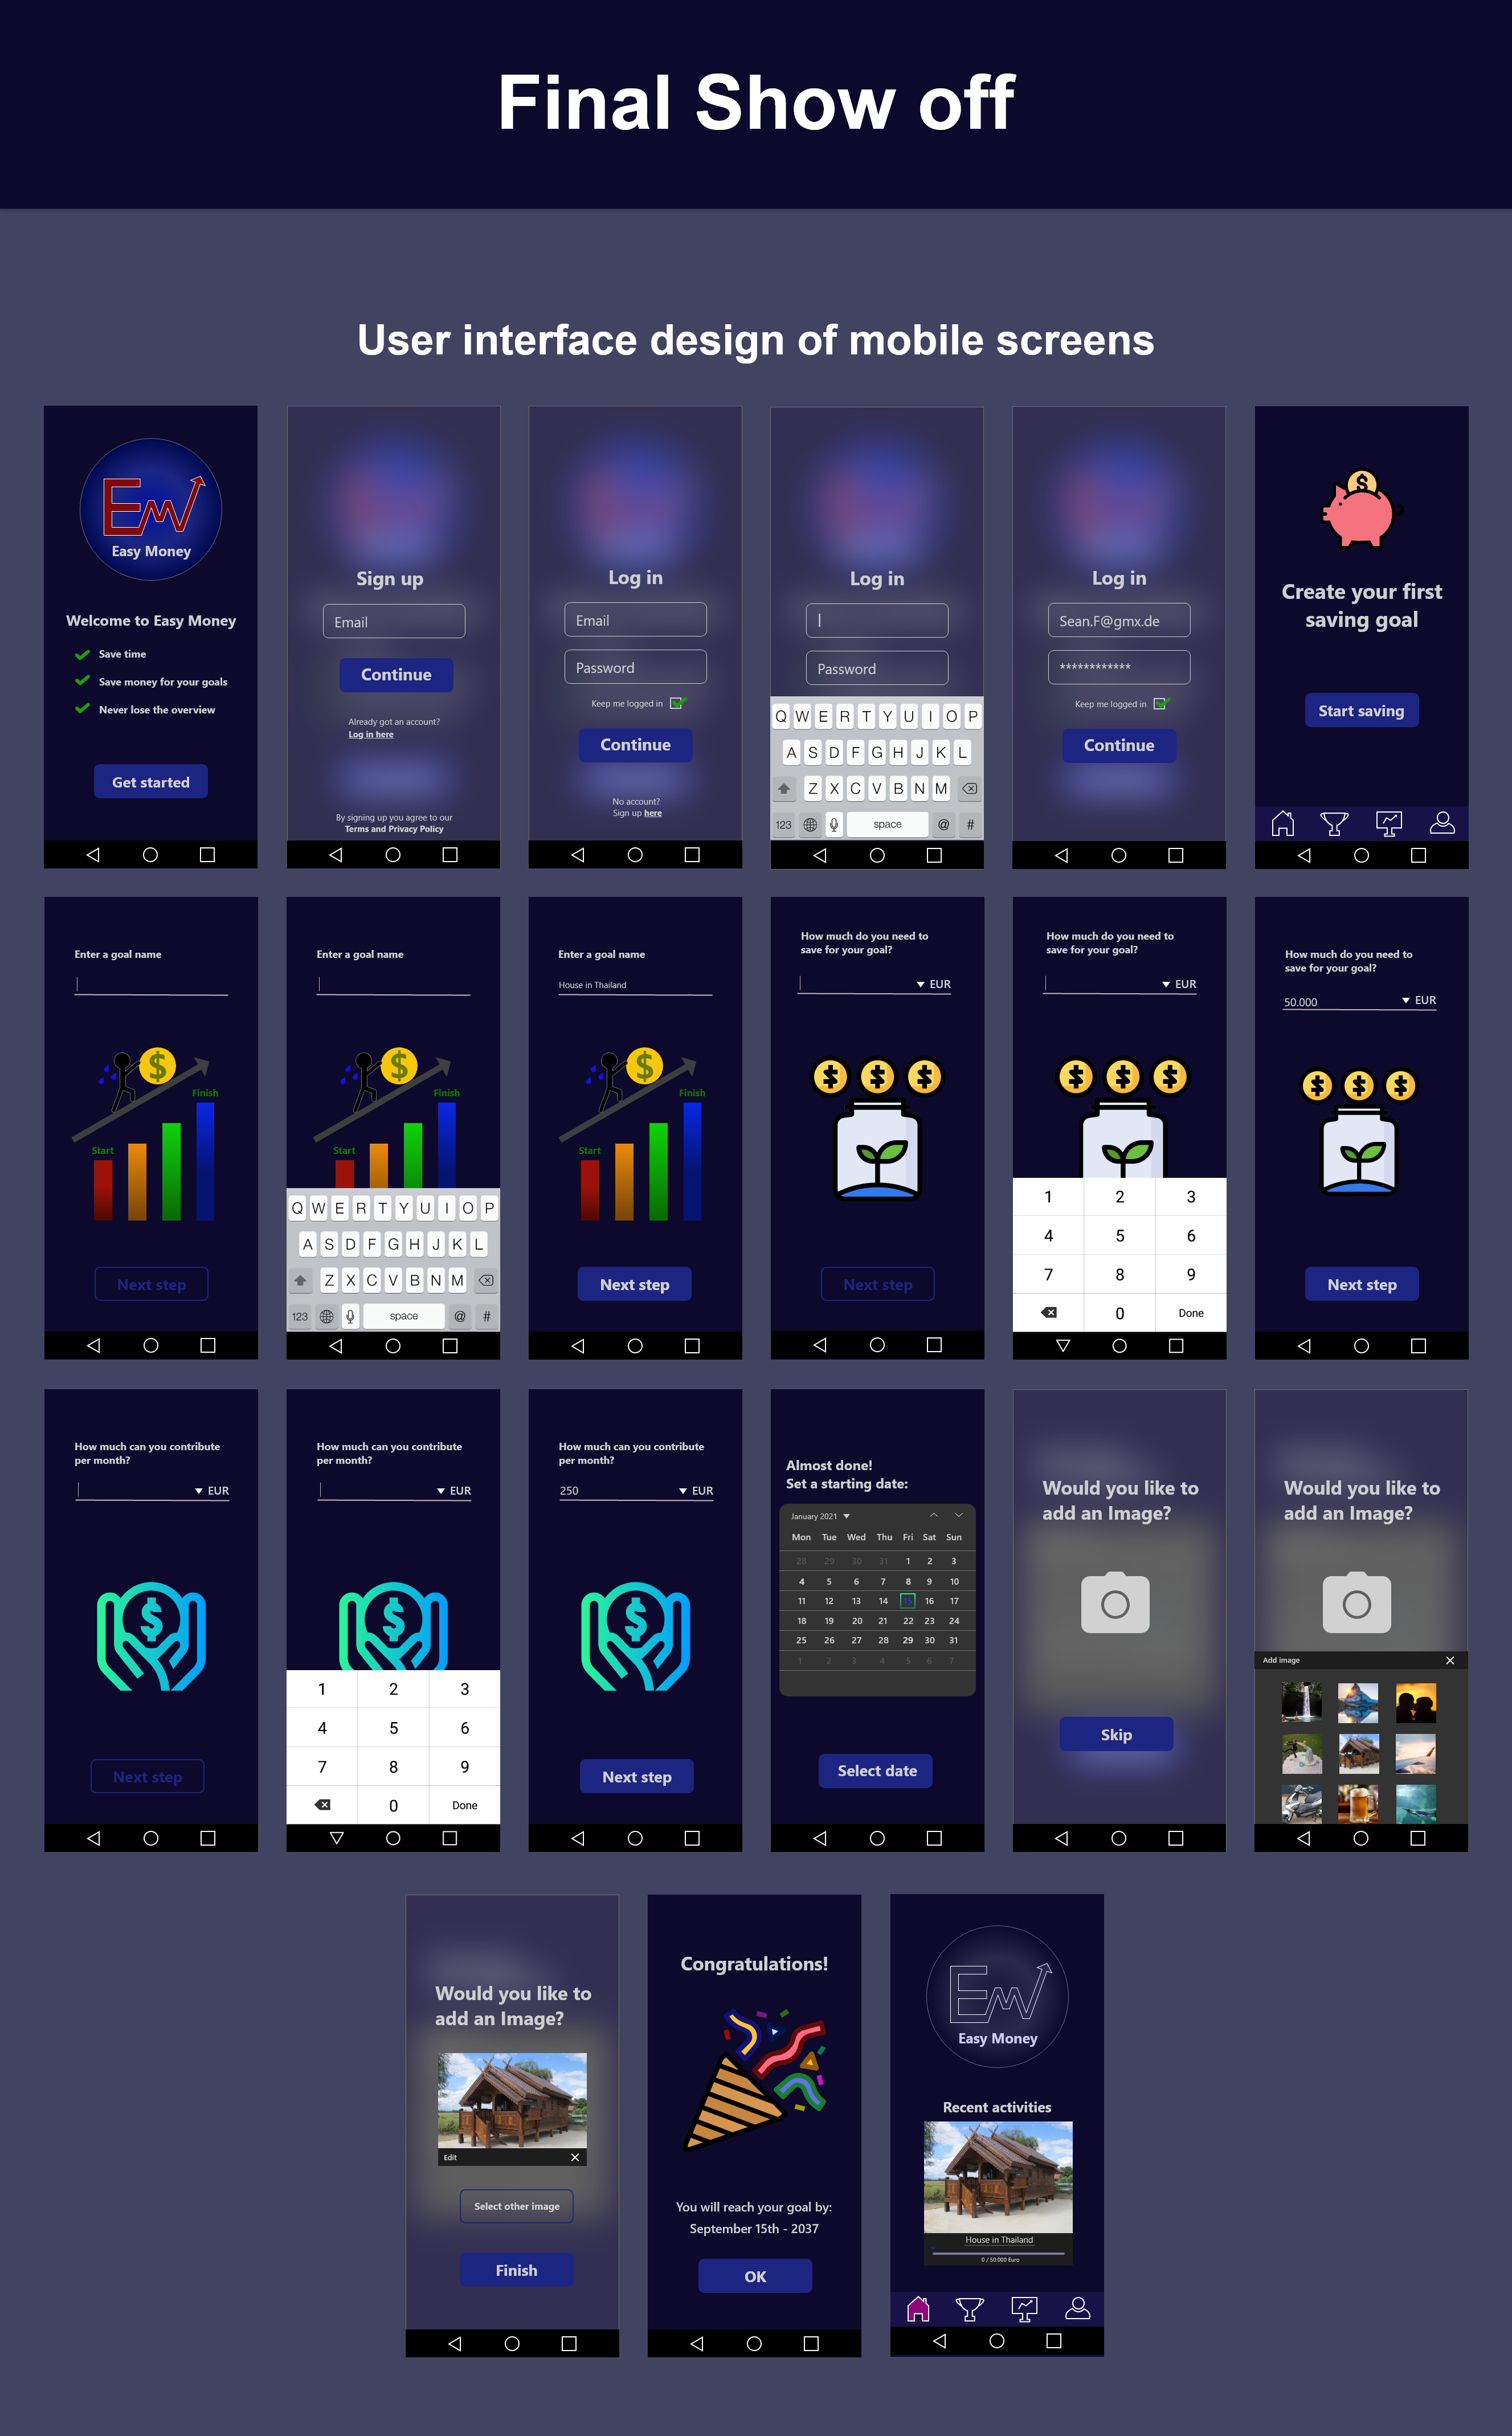 Final Show off
User interface design of mobile screens
EM
Easy Money
Welcome to Easy Money
Save time
Save money for your goals
Never lose the overview
Get started
Sign up
Email
Continue
Already got an account?
Log in here
By signing up you agree to our
Terms and Privacy Policy
Log in
Email
Password
Keep me logged in
Continue
No account?
Sign up here
Log in
Password
Q W E R T Y U I O P
A S D F G H J K L
Z X C V B N M
123 space @ #
Log in
Sean.F@gmx.de
************
Keep me logged in
Continue
$
Create your first
saving goal
Start saving
Enter a goal name
$
Finish
Start
Next step
Enter a goal name
$
Finish
Start
Q W E R T Y U I O P
A S D F G H J K L
Z X C V B N M
123 space @ #
Enter a goal name
House in Thailand
$
Finish
Start
Next step
How much do you need to
save for your goal?
EUR
$ $ $
Next step
How much do you need to
save for your goal?
EUR
$ $ $
1 2 3
4 5 6
7 8 9
0 Done
How much do you need to
save for your goal?
50.000 EUR
$ $ $
Next step
How much can you contribute
per month?
EUR
$
Next step
How much can you contribute
per month?
EUR
$
1 2 3
4 5 6
7 8 9
0 Done
How much can you contribute
per month?
250 EUR
$
Next step
Almost done!
Set a starting date:
January 2021
Mon Tue Wed Thu Fri Sat Sun
28 29 30 31 1 2 3
4 5 6 7 8 9 10
11 12 13 14 15 16 17
18 19 20 21 22 23 24
25 26 27 28 29 30 31
1 2 3 4 5 6 7
Select date
Would you like to
add an Image?
Skip
Would you like to
add an Image?
Add image
Would you like to
add an Image?
Edit
Select other image
Finish
Congratulations!
You will reach your goal by:
September 15th - 2037
OK
EM
Easy Money
Recent activities
House in Thailand
0 / 50.000 Euro